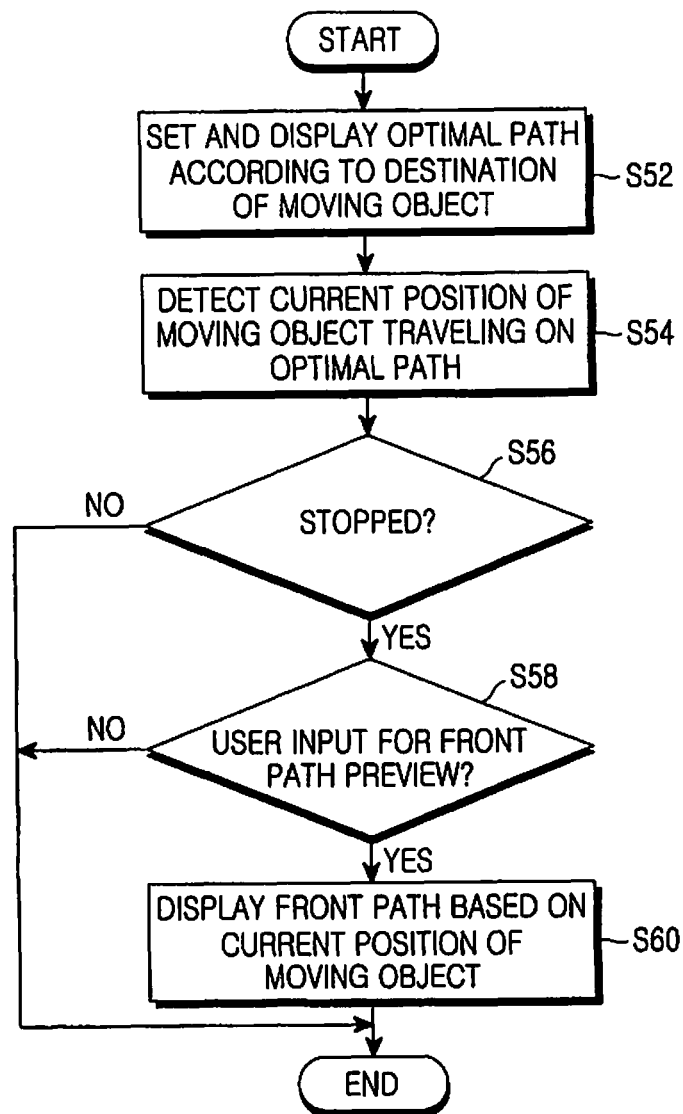 START
SET AND DISPLAY OPTIMAL PATH
ACCORDING TO DESTINATION
OF MOVING OBJECT
S52
DETECT CURRENT POSITION OF
MOVING OBJECT TRAVELING ON
OPTIMAL PATH
S54
S56
NO
STOPPED?
YES
S58
NO
USER INPUT FOR FRONT
PATH PREVIEW?
YES
DISPLAY FRONT PATH BASED ON
CURRENT POSITION OF
MOVING OBJECT
S60
END